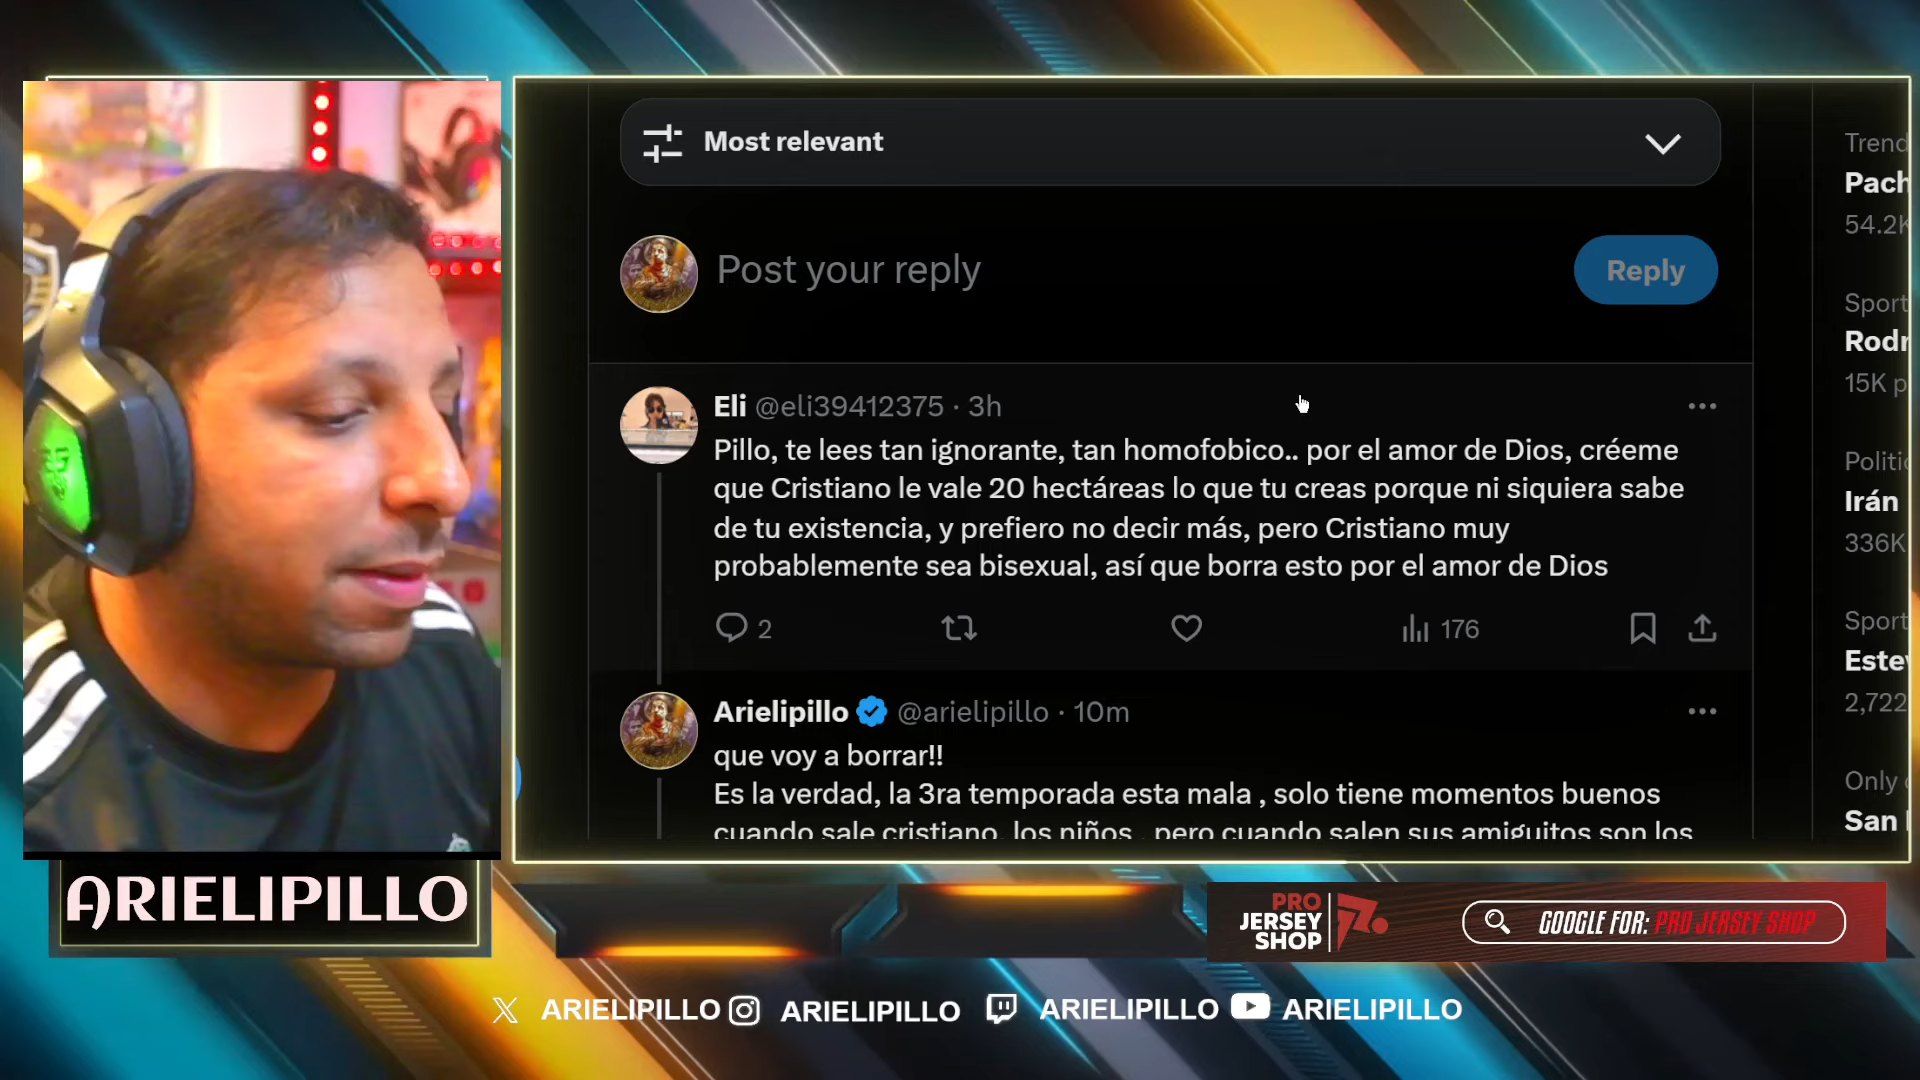 Most relevant
Post your reply
Reply
Eli @eli39412375 · 3h
Pillo, te lees tan ignorante, tan homofobico.. por el amor de Dios, créeme
que Cristiano le vale 20 hectáreas lo que tu creas porque ni siquiera sabe
de tu existencia, y prefiero no decir más, pero Cristiano muy
probablemente sea bisexual, así que borra esto por el amor de Dios
2
176
Arielipillo @arielipillo · 10m
que voy a borrar!!
Es la verdad, la 3ra temporada esta mala , solo tiene momentos buenos
cuando sale cristiano, los niños , pero cuando salen sus amiguitos son los
Trend
Pach
54.2K
Sport
Rodr
15K p
Politic
Irán
336K
Sport
Estev
2,722
Only
San
ARIELIPILLO
PRO
JERSEY
SHOP
GOOGLE FOR: PRO JERSEY SHOP
ARIELIPILLO
ARIELIPILLO
ARIELIPILLO
ARIELIPILLO